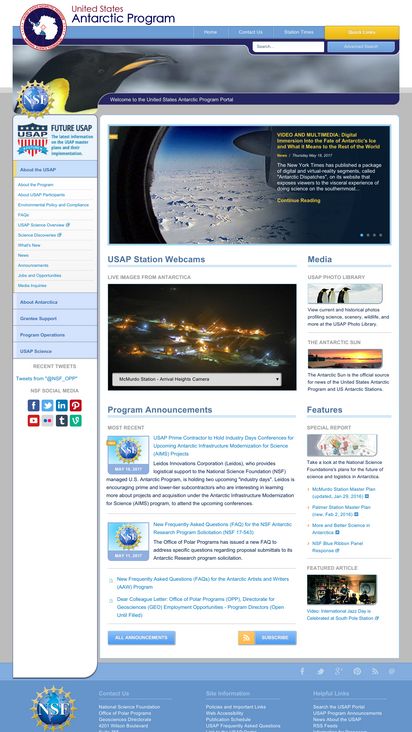 United States
Antarctic Program
Home
Contact Us
Station Times
Quick Links
Search...
Advanced Search
NSF
Welcome to the United States Antarctic Program Portal
USAP
FUTURE USAP
The latest information
on the USAP master
plans and their
implementation.
About the USAP
About the Program
About USAP Participants
Environmental Policy and Compliance
FAQs
USAP Science Overview
Science Discoveries
What's New
News
Announcements
Jobs and Opportunities
Media Inquiries
About Antarctica
Grantee Support
Program Operations
USAP Science
RECENT TWEETS
Tweets from "@NSF_OPP"
NSF SOCIAL MEDIA
VIDEO AND MULTIMEDIA: Digital
Immersion Into the Fate of Antarctic's Ice
and What it Means to the Rest of the World
News / Thursday May 18, 2017
The New York Times has published a package
of digital and virtual-reality segments, called
"Antarctic Dispatches", on its website that
exposes viewers to the visceral experience of
doing science on the southernmost...
Continue Reading
USAP Station Webcams
LIVE IMAGES FROM ANTARCTICA
McMurdo Station - Arrival Heights Camera
Media
USAP PHOTO LIBRARY
View current and historical photos
profiling science, scenery, wildlife, and
more at the USAP Photo Library.
THE ANTARCTIC SUN
The Antarctic Sun is the official source
for news of the United States Antarctic
Program and US Antarctic Stations.
Program Announcements
MOST RECENT
NSF
MAY 18, 2017
USAP Prime Contractor to Hold Industry Days Conferences for
Upcoming Antarctic Infrastructure Modernization for Science
(AIMS) Projects
Leidos Innovations Corporation (Leidos), who provides
logistical support to the National Science Foundation (NSF)
managed U.S. Antarctic Program, is holding two upcoming "industry days". Leidos is
encouraging prime and lower-tier subcontractors who are interesting in learning
more about projects and acquisition under the Antarctic Infrastructure Modernization
for Science (AIMS) program, to attend the upcoming conferences.
NSF
MAY 11, 2017
New Frequently Asked Questions (FAQ) for the NSF Antarctic
Research Program Solicitation (NSF 17-543)
The Office of Polar Programs has issued a new FAQ to
address specific questions regarding proposal submittals to its
Antarctic Research program solicitation.
New Frequently Asked Questions (FAQs) for the Antarctic Artists and Writers
(AAW) Program
Dear Colleague Letter: Office of Polar Programs (OPP), Directorate for
Geosciences (GEO) Employment Opportunities - Program Directors (Open
Until Filled)
ALL ANNOUNCEMENTS
SUBSCRIBE
Features
SPECIAL REPORT
Take a look at the National Science
Foundations's plans for the future
of science and logistics in Antarctica.
McMurdo Station Master Plan
(updated, Jan 29, 2016)
Palmer Station Master Plan
(new, Feb 2, 2016)
More and Better Science in
Antarctica
NSF Blue Ribbon Panel
Response
FEATURED ARTICLE
Video: International Jazz Day is
Celebrated at South Pole Station
NSF
Contact Us
National Science Foundation
Office of Polar Programs
Geosciences Directorate
4201 Wilson Boulevard
Site Information
Policies and Important Links
Web Accessibility
Publication Schedule
USAP Frequently Asked Questions
Helpful Links
Search the USAP Portal
USAP Program Announcements
News About the USAP
RSS Feeds